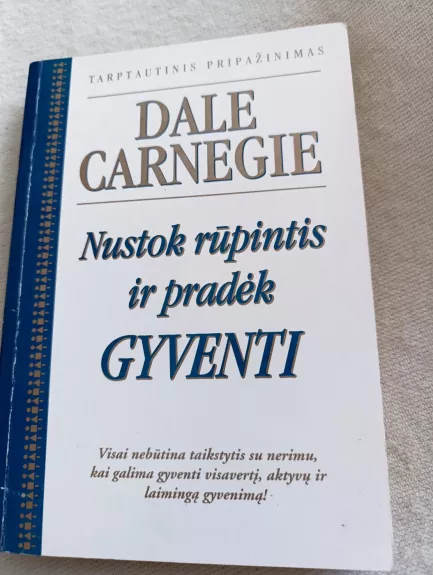 TARPTAUTINIS PRIPAŽINIMAS
DALE
CARNEGIE
Nustok rūpintis
ir pradėk
GYVENTI
Visai nebūtina taikstytis su nerimu,
kai galima gyventi visavertį, aktyvų ir
laimingą gyvenimą!